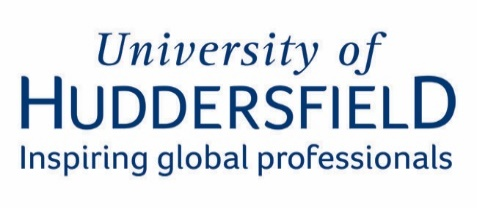 University of
HUDDERSFIELD
Inspiring global professionals